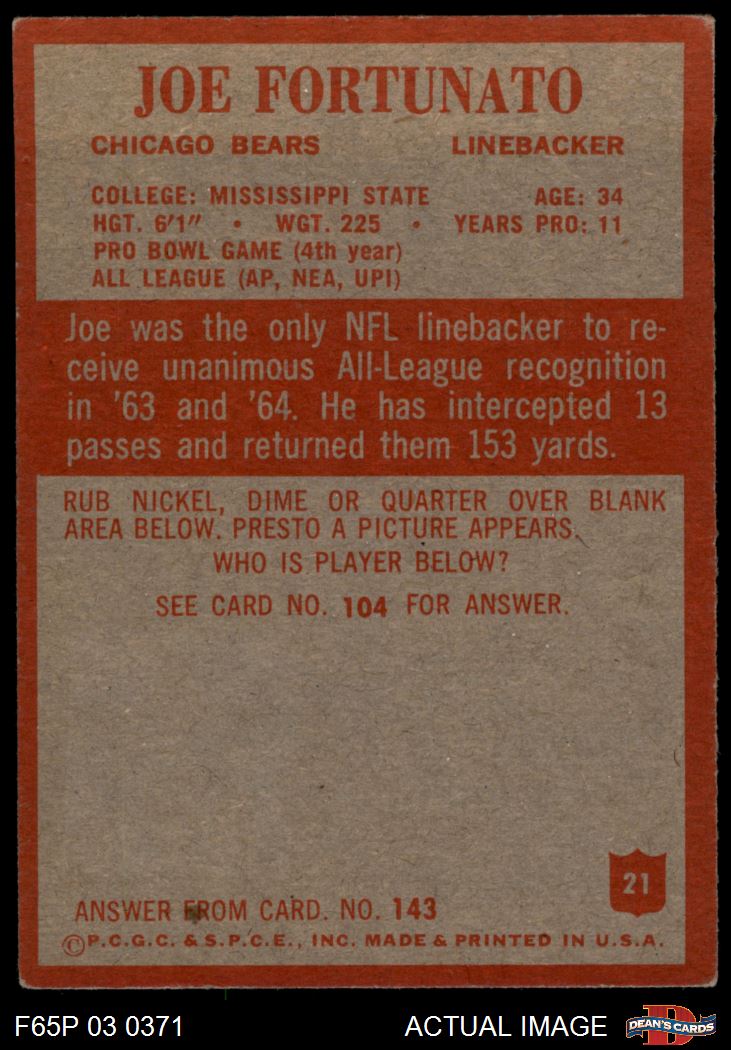 JOE FORTUNATO
CHICAGO BEARS LINEBACKER
COLLEGE: MISSISSIPPI STATE AGE: 34
HGT. 6'1" • WGT. 225 • YEARS PRO: 11
PRO BOWL GAME (4th year)
ALL LEAGUE (AP, NEA, UPI)
Joe was the only NFL linebacker to re-
ceive unanimous All-League recognition
in '63 and '64. He has intercepted 13
passes and returned them 153 yards.
RUB NICKEL, DIME OR QUARTER OVER BLANK
AREA BELOW. PRESTO A PICTURE APPEARS.
WHO IS PLAYER BELOW?
SEE CARD NO. 104 FOR ANSWER.
21
ANSWER FROM CARD. NO. 143
©P.C.G.C. & S.P.C.E., INC. MADE & PRINTED IN U.S.A.
F65P 03 0371 ACTUAL IMAGE D DEAN'S CARDS